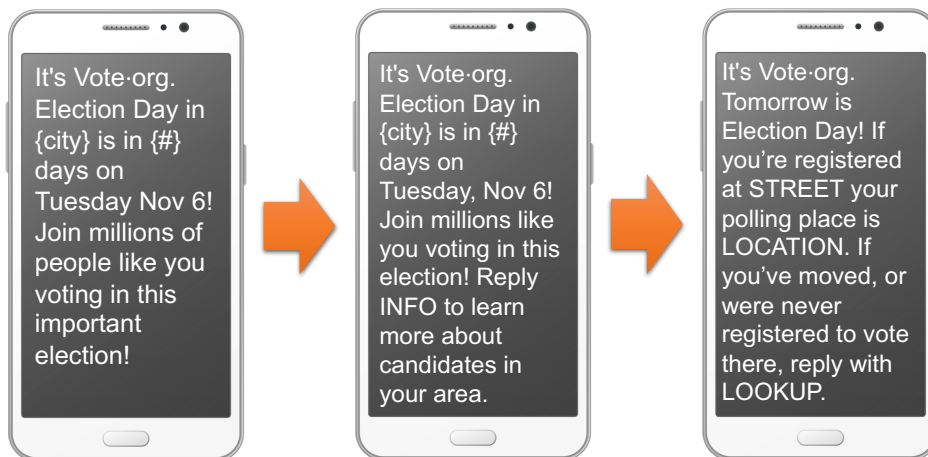 It's Vote·org.
Election Day in
{city} is in {#}
days on
Tuesday Nov 6!
Join millions of
people like you
voting in this
important
election!
It's Vote·org.
Election Day in
{city} is in {#}
days on
Tuesday, Nov 6!
Join millions like
you voting in this
election! Reply
INFO to learn
more about
candidates in
your area.
It's Vote·org.
Tomorrow is
Election Day! If
you’re registered
at STREET your
polling place is
LOCATION. If
you’ve moved, or
were never
registered to vote
there, reply with
LOOKUP.